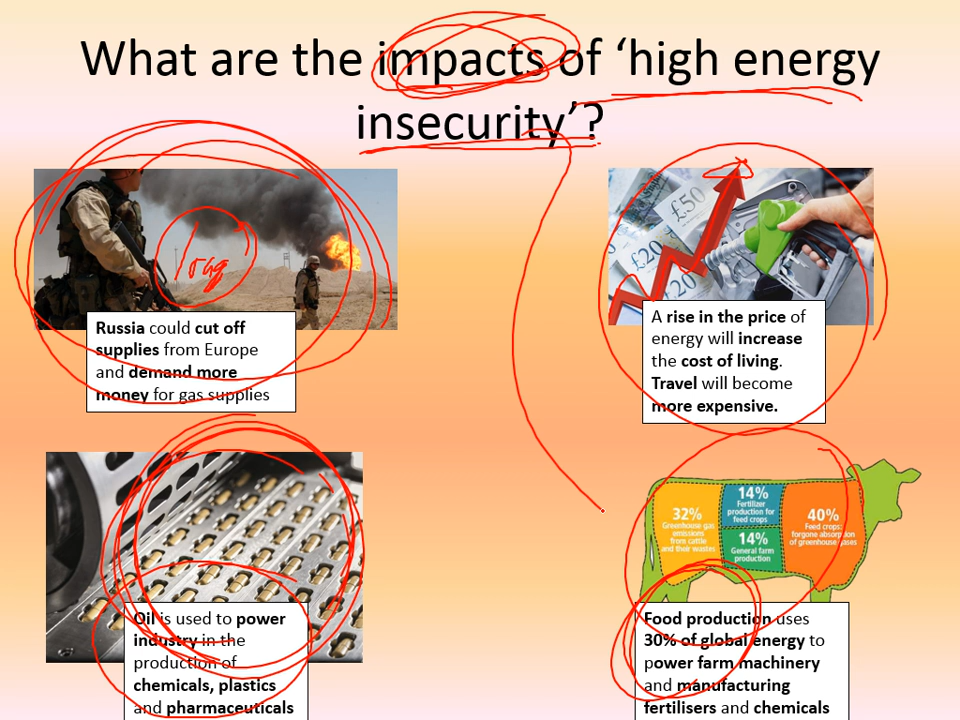 What are the impacts of ‘high energy
insecurity’?
Iraq
Russia could cut off
supplies from Europe
and demand more
money for gas supplies
£50
£20
£20
A rise in the price of
energy will increase
the cost of living.
Travel will become
more expensive.
Oil is used to power
industry in the
production of
chemicals, plastics
and pharmaceuticals
32%
Greenhouse gas
emissions
from cattle
and their wastes
14%
Fertilizer
production for
feed crops
14%
General farm
production
40%
Feed crops:
forgone absorption
of greenhouse gases
Food production uses
30% of global energy to
power farm machinery
and manufacturing
fertilisers and chemicals